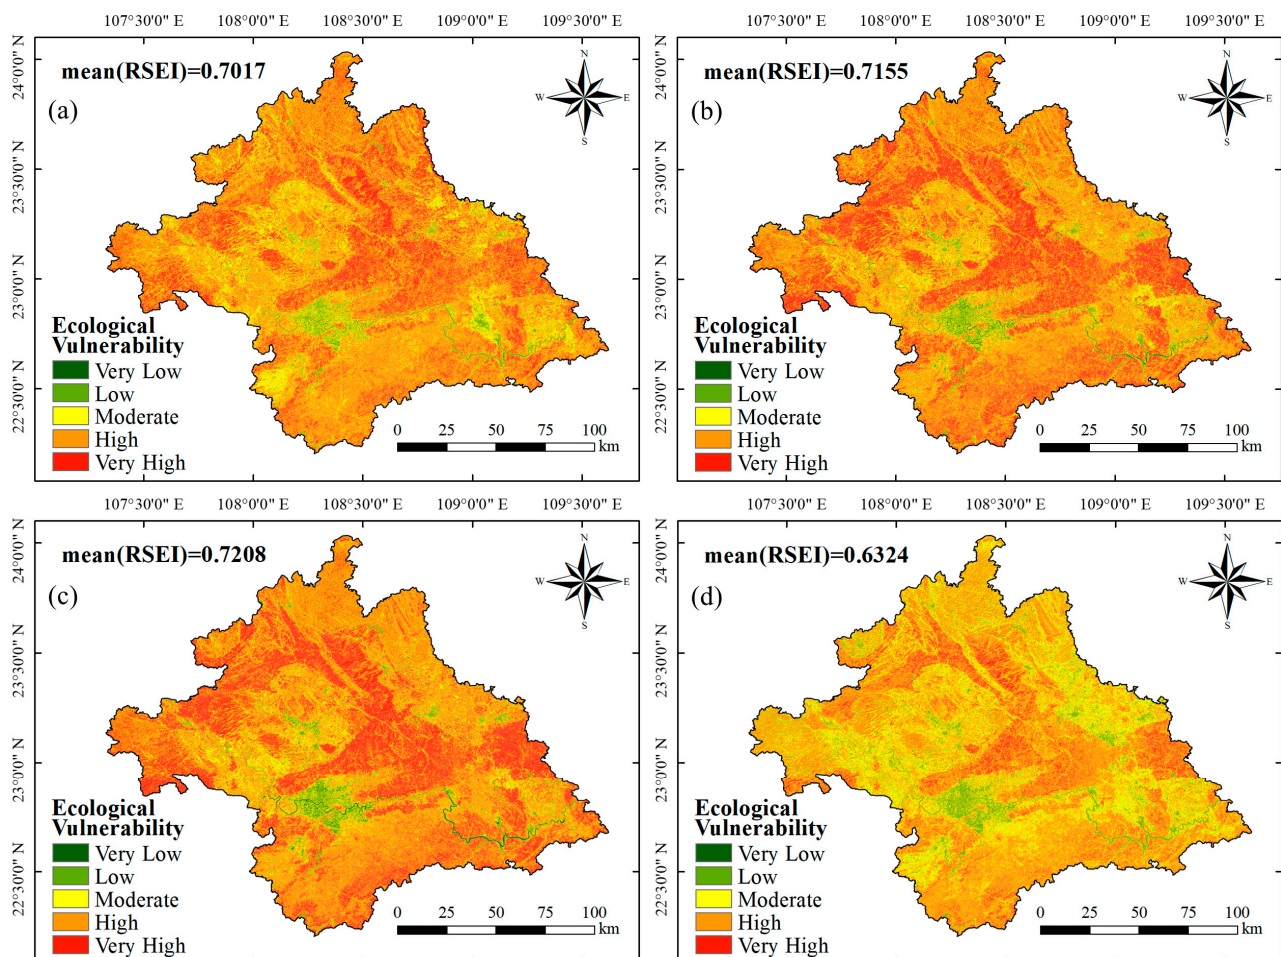 107°30'0" E 108°0'0" E 108°30'0" E 109°0'0" E 109°30'0" E
107°30'0" E 108°0'0" E 108°30'0" E 109°0'0" E 109°30'0" E
mean(RSEI)=0.7017
(a)
N
W E
S
24°0'0" N
23°30'0" N
23°0'0" N
22°30'0" N
Ecological
Vulnerability
Very Low
Low
Moderate
High
Very High
0 25 50 75 100
km
mean(RSEI)=0.7155
(b)
N
W E
S
24°0'0" N
23°30'0" N
23°0'0" N
22°30'0" N
Ecological
Vulnerability
Very Low
Low
Moderate
High
Very High
0 25 50 75 100
km
107°30'0" E 108°0'0" E 108°30'0" E 109°0'0" E 109°30'0" E
107°30'0" E 108°0'0" E 108°30'0" E 109°0'0" E 109°30'0" E
mean(RSEI)=0.7208
(c)
N
W E
S
24°0'0" N
23°30'0" N
23°0'0" N
22°30'0" N
Ecological
Vulnerability
Very Low
Low
Moderate
High
Very High
0 25 50 75 100
km
mean(RSEI)=0.6324
(d)
N
W E
S
24°0'0" N
23°30'0" N
23°0'0" N
22°30'0" N
Ecological
Vulnerability
Very Low
Low
Moderate
High
Very High
0 25 50 75 100
km